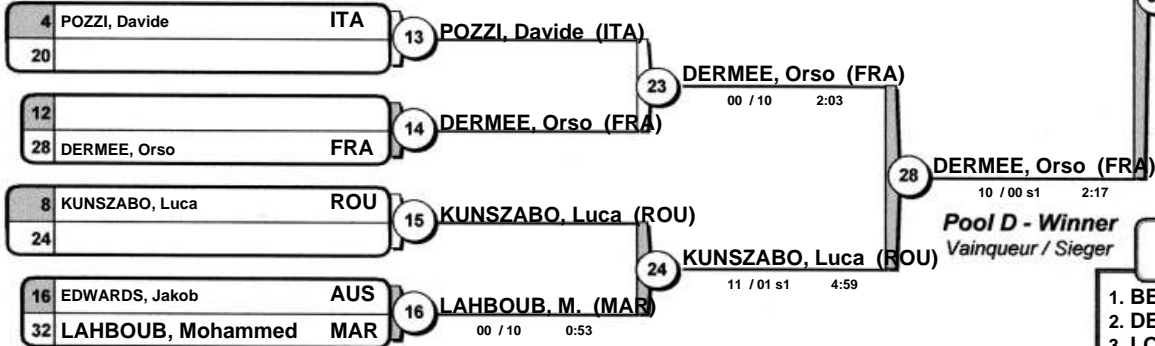 4 POZZI, Davide ITA
20
13 POZZI, Davide (ITA)
12
28 DERMEE, Orso FRA
14 DERMEE, Orso (FRA)
23 DERMEE, Orso (FRA)
00 / 10 2:03
8 KUNSZABO, Luca ROU
24
15 KUNSZABO, Luca (ROU)
16 EDWARDS, Jakob AUS
32 LAHBOUB, Mohammed MAR
16 LAHBOUB, M. (MAR)
00 / 10 0:53
24 KUNSZABO, Luca (ROU)
11 / 01 s1 4:59
28 DERMEE, Orso (FRA)
10 / 00 s1 2:17
Pool D - Winner
Vainqueur / Sieger
1. BE
2. DE
3. LO